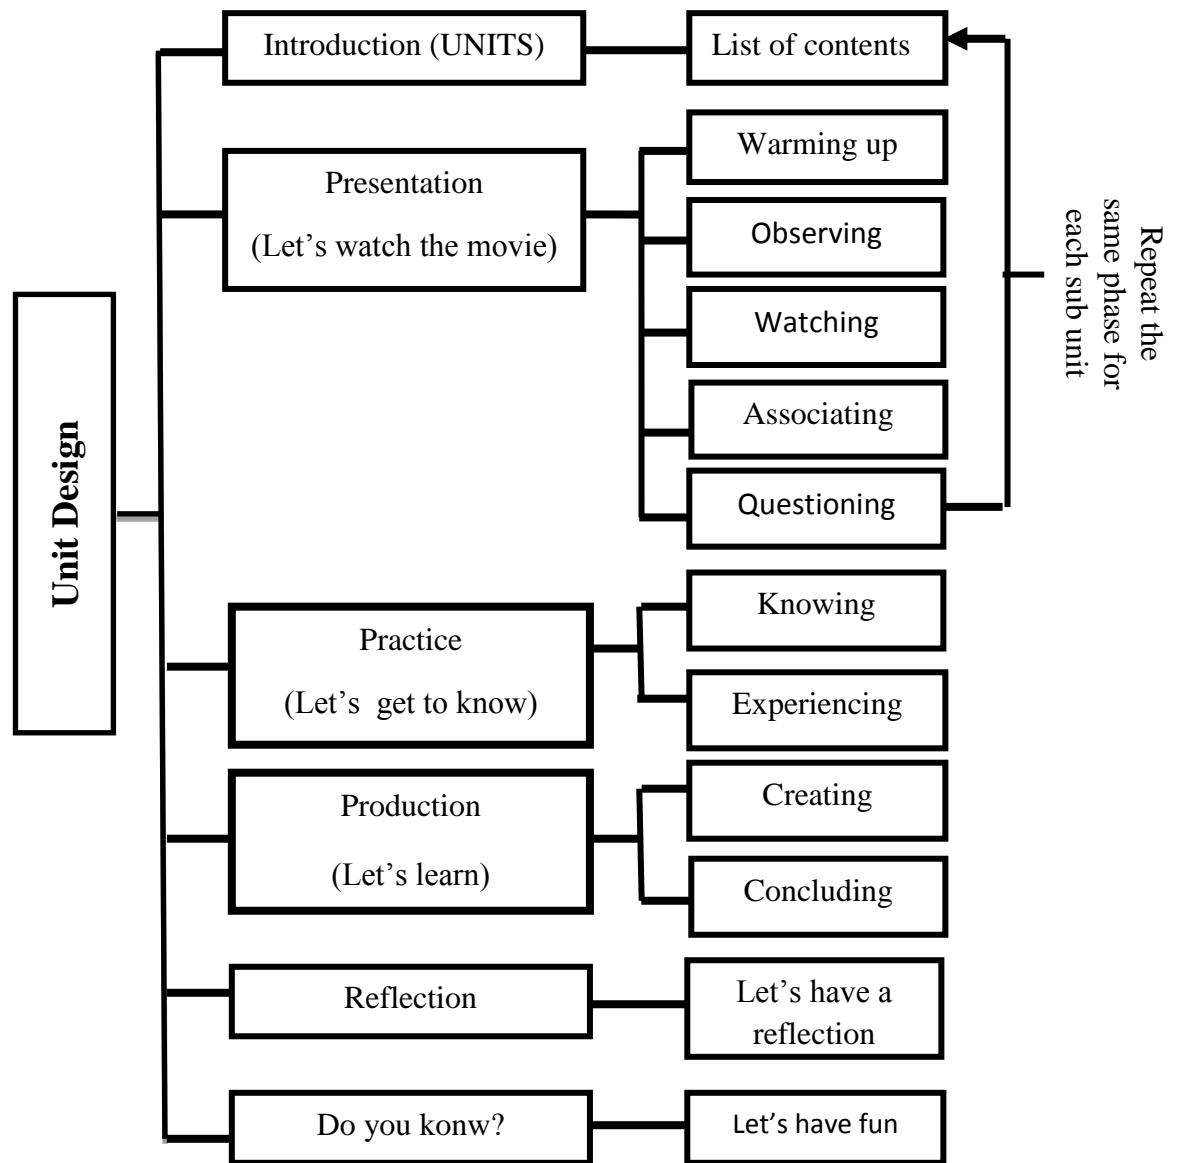 Introduction (UNITS)
List of contents
Warming up
Presentation
(Let's watch the movie)
Observing
Watching
Associating
Questioning
Repeat the
same phase for
each sub unit
Unit Design
Knowing
Practice
(Let's  get to know)
Experiencing
Creating
Production
(Let's learn)
Concluding
Reflection
Let's have a
reflection
Do you konw?
Let's have fun